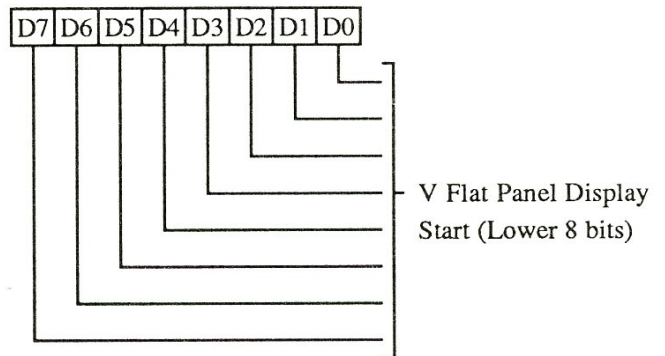 D7 D6 D5 D4 D3 D2 D1 D0
V Flat Panel Display
Start (Lower 8 bits)